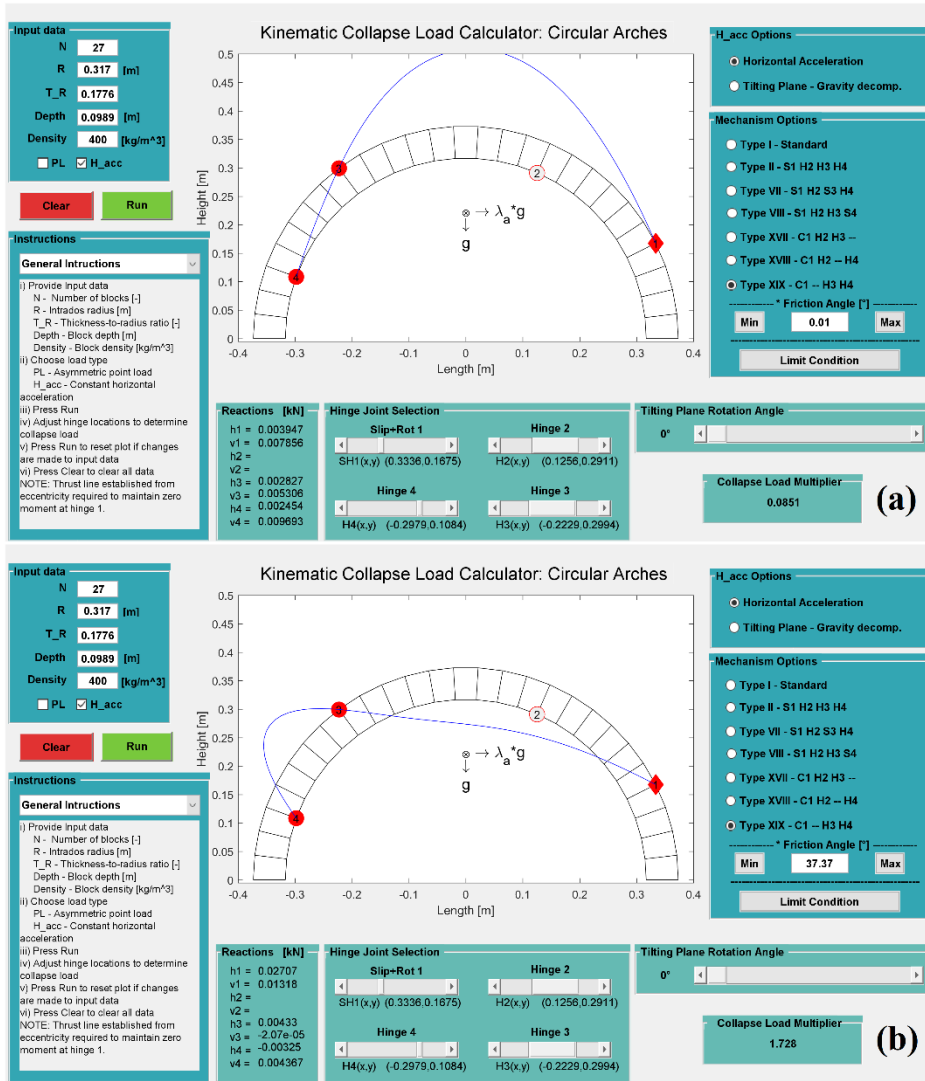 Input data
N 27
R 0.317 [m]
T_R 0.1776
Depth 0.0989 [m]
Density 400 [kg/m^3]
PL H_acc
Clear Run
Instructions
General Intructions
i) Provide Input data
N - Number of blocks [-]
R - Intrados radius [m]
T_R - Thickness-to-radius ratio [-]
Depth - Block depth [m]
Density - Block density [kg/m^3]
ii) Choose load type
PL - Asymmetric point load
H_acc - Constant horizontal
acceleration
iii) Press Run
iv) Adjust hinge locations to determine
collapse load
v) Press Run to reset plot if changes
are made to input data
vi) Press Clear to clear all data
NOTE: Thrust line established from
eccentricity required to maintain zero
moment at hinge 1.
Kinematic Collapse Load Calculator: Circular Arches
0.5
0.45
0.4
0.35
0.3
0.25
0.2
0.15
0.1
0.05
0
Height [m]
-0.4 -0.3 -0.2 -0.1 0 0.1 0.2 0.3 0.4
Length [m]
3
2
1
4
→ λa*g
g
H_acc Options
Horizontal Acceleration
Tilting Plane - Gravity decomp.
Mechanism Options
Type I - Standard
Type II - S1 H2 H3 H4
Type VII - S1 H2 S3 H4
Type VIII - S1 H2 H3 S4
Type XVII - C1 H2 H3 --
Type XVIII - C1 H2 -- H4
Type XIX - C1 -- H3 H4
----------- * Friction Angle [°] -----------
Min 0.01 Max
Limit Condition
Reactions [kN]
h1 = 0.003947
v1 = 0.007856
h2 =
v2 =
h3 = 0.002827
v3 = 0.005306
h4 = 0.002454
v4 = 0.009693
Hinge Joint Selection
Slip+Rot 1 Hinge 2
SH1(x,y) (0.3336,0.1675) H2(x,y) (0.1256,0.2911)
Hinge 4 Hinge 3
H4(x,y) (-0.2979,0.1084) H3(x,y) (-0.2229,0.2994)
Tilting Plane Rotation Angle
0°
Collapse Load Multiplier
0.0851
(a)
Input data
N 27
R 0.317 [m]
T_R 0.1776
Depth 0.0989 [m]
Density 400 [kg/m^3]
PL H_acc
Clear Run
Instructions
General Intructions
i) Provide Input data
N - Number of blocks [-]
R - Intrados radius [m]
T_R - Thickness-to-radius ratio [-]
Depth - Block depth [m]
Density - Block density [kg/m^3]
ii) Choose load type
PL - Asymmetric point load
H_acc - Constant horizontal
acceleration
iii) Press Run
iv) Adjust hinge locations to determine
collapse load
v) Press Run to reset plot if changes
are made to input data
vi) Press Clear to clear all data
NOTE: Thrust line established from
eccentricity required to maintain zero
moment at hinge 1.
Kinematic Collapse Load Calculator: Circular Arches
0.5
0.45
0.4
0.35
0.3
0.25
0.2
0.15
0.1
0.05
0
Height [m]
-0.4 -0.3 -0.2 -0.1 0 0.1 0.2 0.3 0.4
Length [m]
3
2
1
4
→ λa*g
g
H_acc Options
Horizontal Acceleration
Tilting Plane - Gravity decomp.
Mechanism Options
Type I - Standard
Type II - S1 H2 H3 H4
Type VII - S1 H2 S3 H4
Type VIII - S1 H2 H3 S4
Type XVII - C1 H2 H3 --
Type XVIII - C1 H2 -- H4
Type XIX - C1 -- H3 H4
----------- * Friction Angle [°] -----------
Min 37.37 Max
Limit Condition
Reactions [kN]
h1 = 0.02707
v1 = 0.01318
h2 =
v2 =
h3 = 0.00433
v3 = -2.07e-05
h4 = -0.00325
v4 = 0.004367
Hinge Joint Selection
Slip+Rot 1 Hinge 2
SH1(x,y) (0.3336,0.1675) H2(x,y) (0.1256,0.2911)
Hinge 4 Hinge 3
H4(x,y) (-0.2979,0.1084) H3(x,y) (-0.2229,0.2994)
Tilting Plane Rotation Angle
0°
Collapse Load Multiplier
1.728
(b)